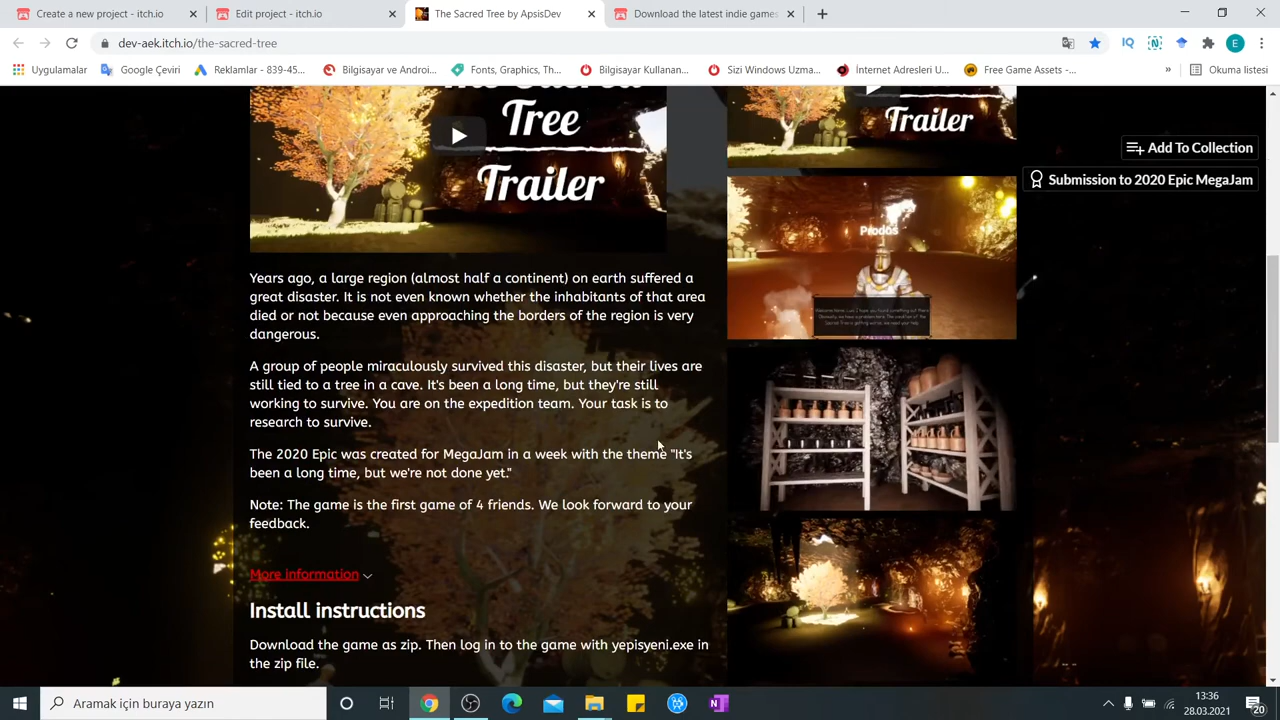 Create a new project - itch.io
Edit project - itch.io
The Sacred Tree by ApsisDev
Download the latest indie games
dev-aek.itch.io/the-sacred-tree
E
Uygulamalar
Google Çeviri
Reklamlar - 839-45...
Bilgisayar ve Androi...
Fonts, Graphics, Th...
Bilgisayar Kullanan...
Sizi Windows Uzma...
İnternet Adresleri U...
Free Game Assets -...
»
Okuma listesi
The Sacred
Tree
Trailer
Trailer
Add To Collection
Submission to 2020 Epic MegaJam
Prodos
Years ago, a large region (almost half a continent) on earth suffered a
great disaster. It is not even known whether the inhabitants of that area
died or not because even approaching the borders of the region is very
dangerous.
A group of people miraculously survived this disaster, but their lives are
still tied to a tree in a cave. It's been a long time, but they're still
working to survive. You are on the expedition team. Your task is to
research to survive.
The 2020 Epic was created for MegaJam in a week with the theme "It's
been a long time, but we're not done yet."
Note: The game is the first game of 4 friends. We look forward to your
feedback.
More information
Install instructions
Download the game as zip. Then log in to the game with yepisyeni.exe in
the zip file.
Aramak için buraya yazın
13:36
28.03.2021
20